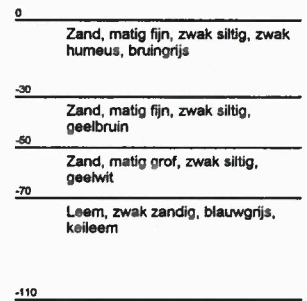 0
Zand, matig fijn, zwak siltig, zwak
humeus, bruingrijs
-30
Zand, matig fijn, zwak siltig,
geelbruin
-50
Zand, matig grof, zwak siltig,
geelwit
-70
Leem, zwak zandig, blauwgrijs,
keileem
-110